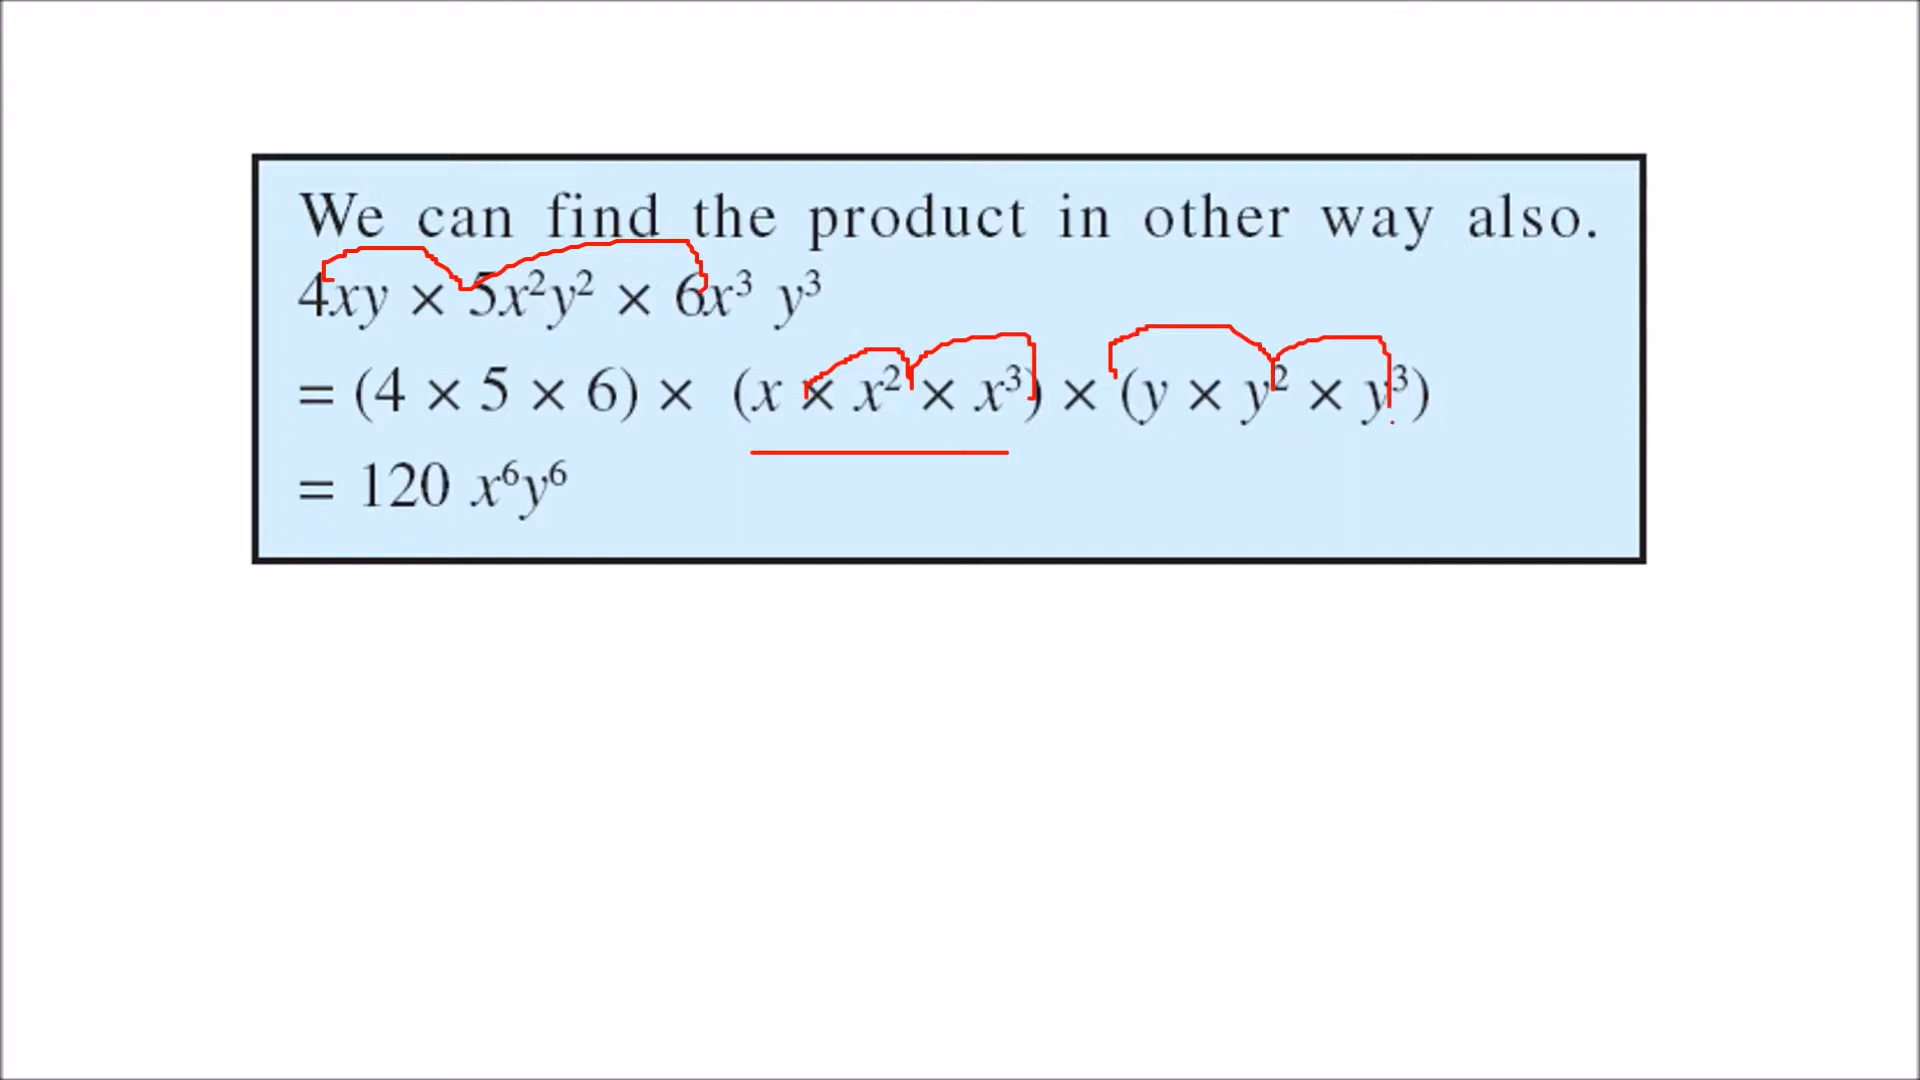 We can find the product in other way also.
4xy × 5x²y² × 6x³ y³
= (4 × 5 × 6) × (x × x² × x³) × (y × y² × y³)
= 120 x⁶y⁶